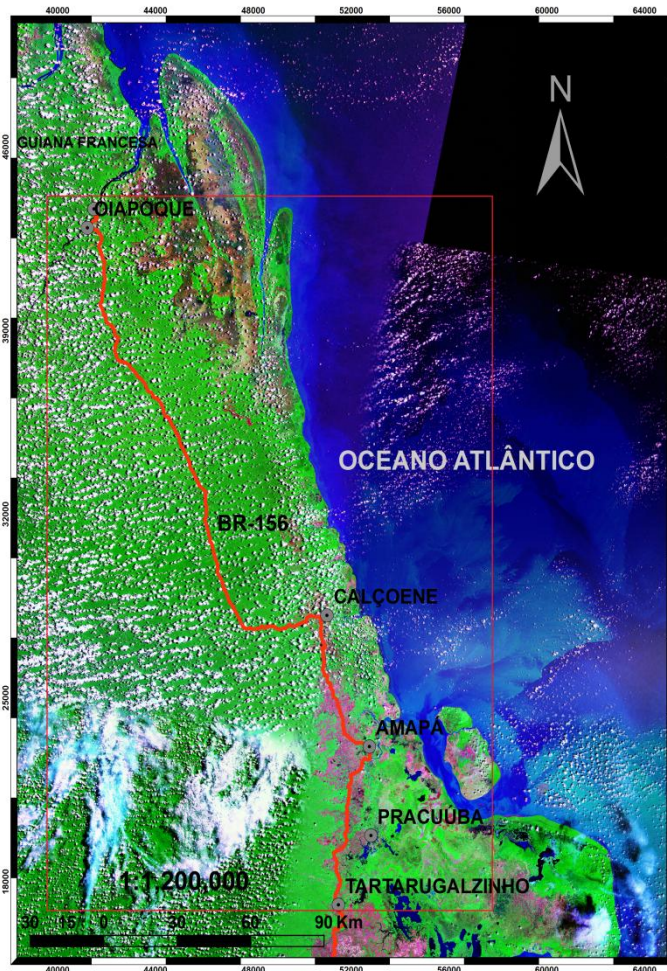 40000 44000 48000 52000 56000 60000 64000
N
46000
GUIANA FRANCESA
OIAPOQUE
39000
OCEANO ATLÂNTICO
32000
BR-156
CALÇOENE
25000
AMAPÁ
PRACUÚBA
18000
1:1,200,000
TARTARUGALZINHO
30 15 0 30 60 90 Km
40000 44000 48000 52000 56000 60000 64000